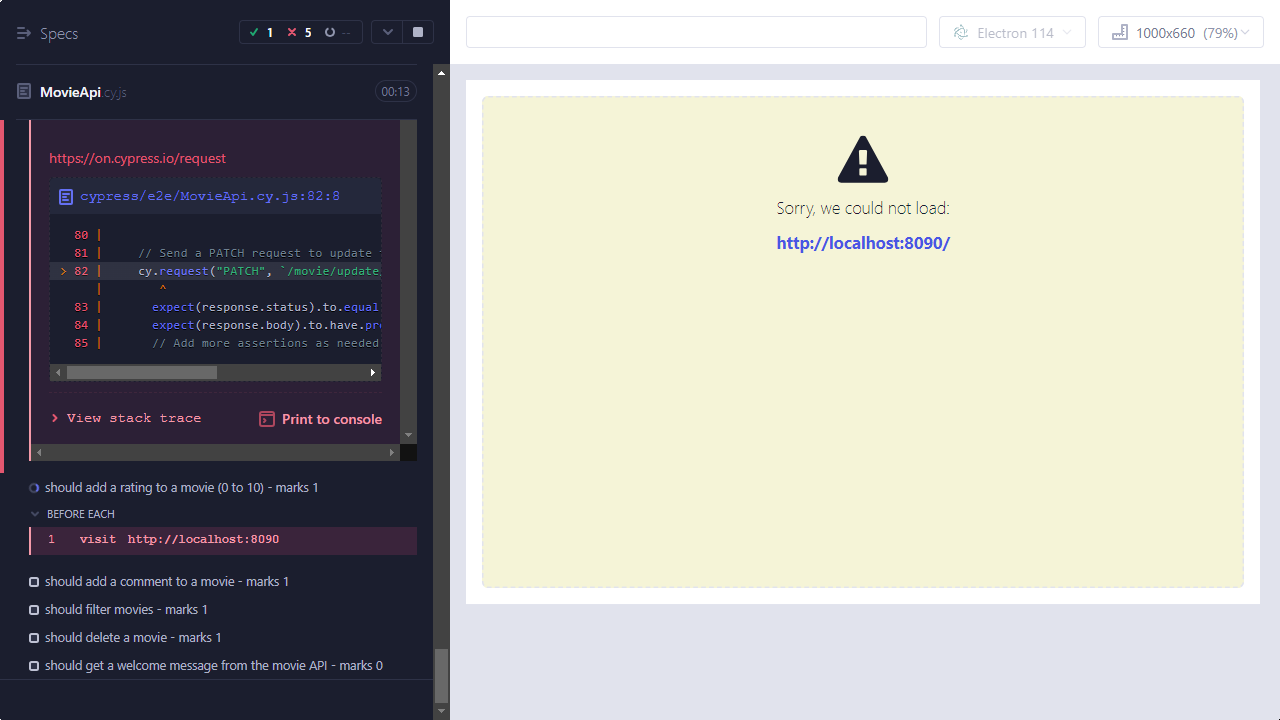 Specs
1
5
--
Electron 114
1000x660 (79%)
MovieApi.cy.js
00:13
https://on.cypress.io/request
cypress/e2e/MovieApi.cy.js:82:8
80 |
81 | // Send a PATCH request to update
> 82 | cy.request("PATCH", `/movie/update
| ^
83 | expect(response.status).to.equal
84 | expect(response.body).to.have.pr
85 | // Add more assertions as needed
> View stack trace
Print to console
should add a rating to a movie (0 to 10) - marks 1
BEFORE EACH
1 visit http://localhost:8090
should add a comment to a movie - marks 1
should filter movies - marks 1
should delete a movie - marks 1
should get a welcome message from the movie API - marks 0
Sorry, we could not load:
http://localhost:8090/